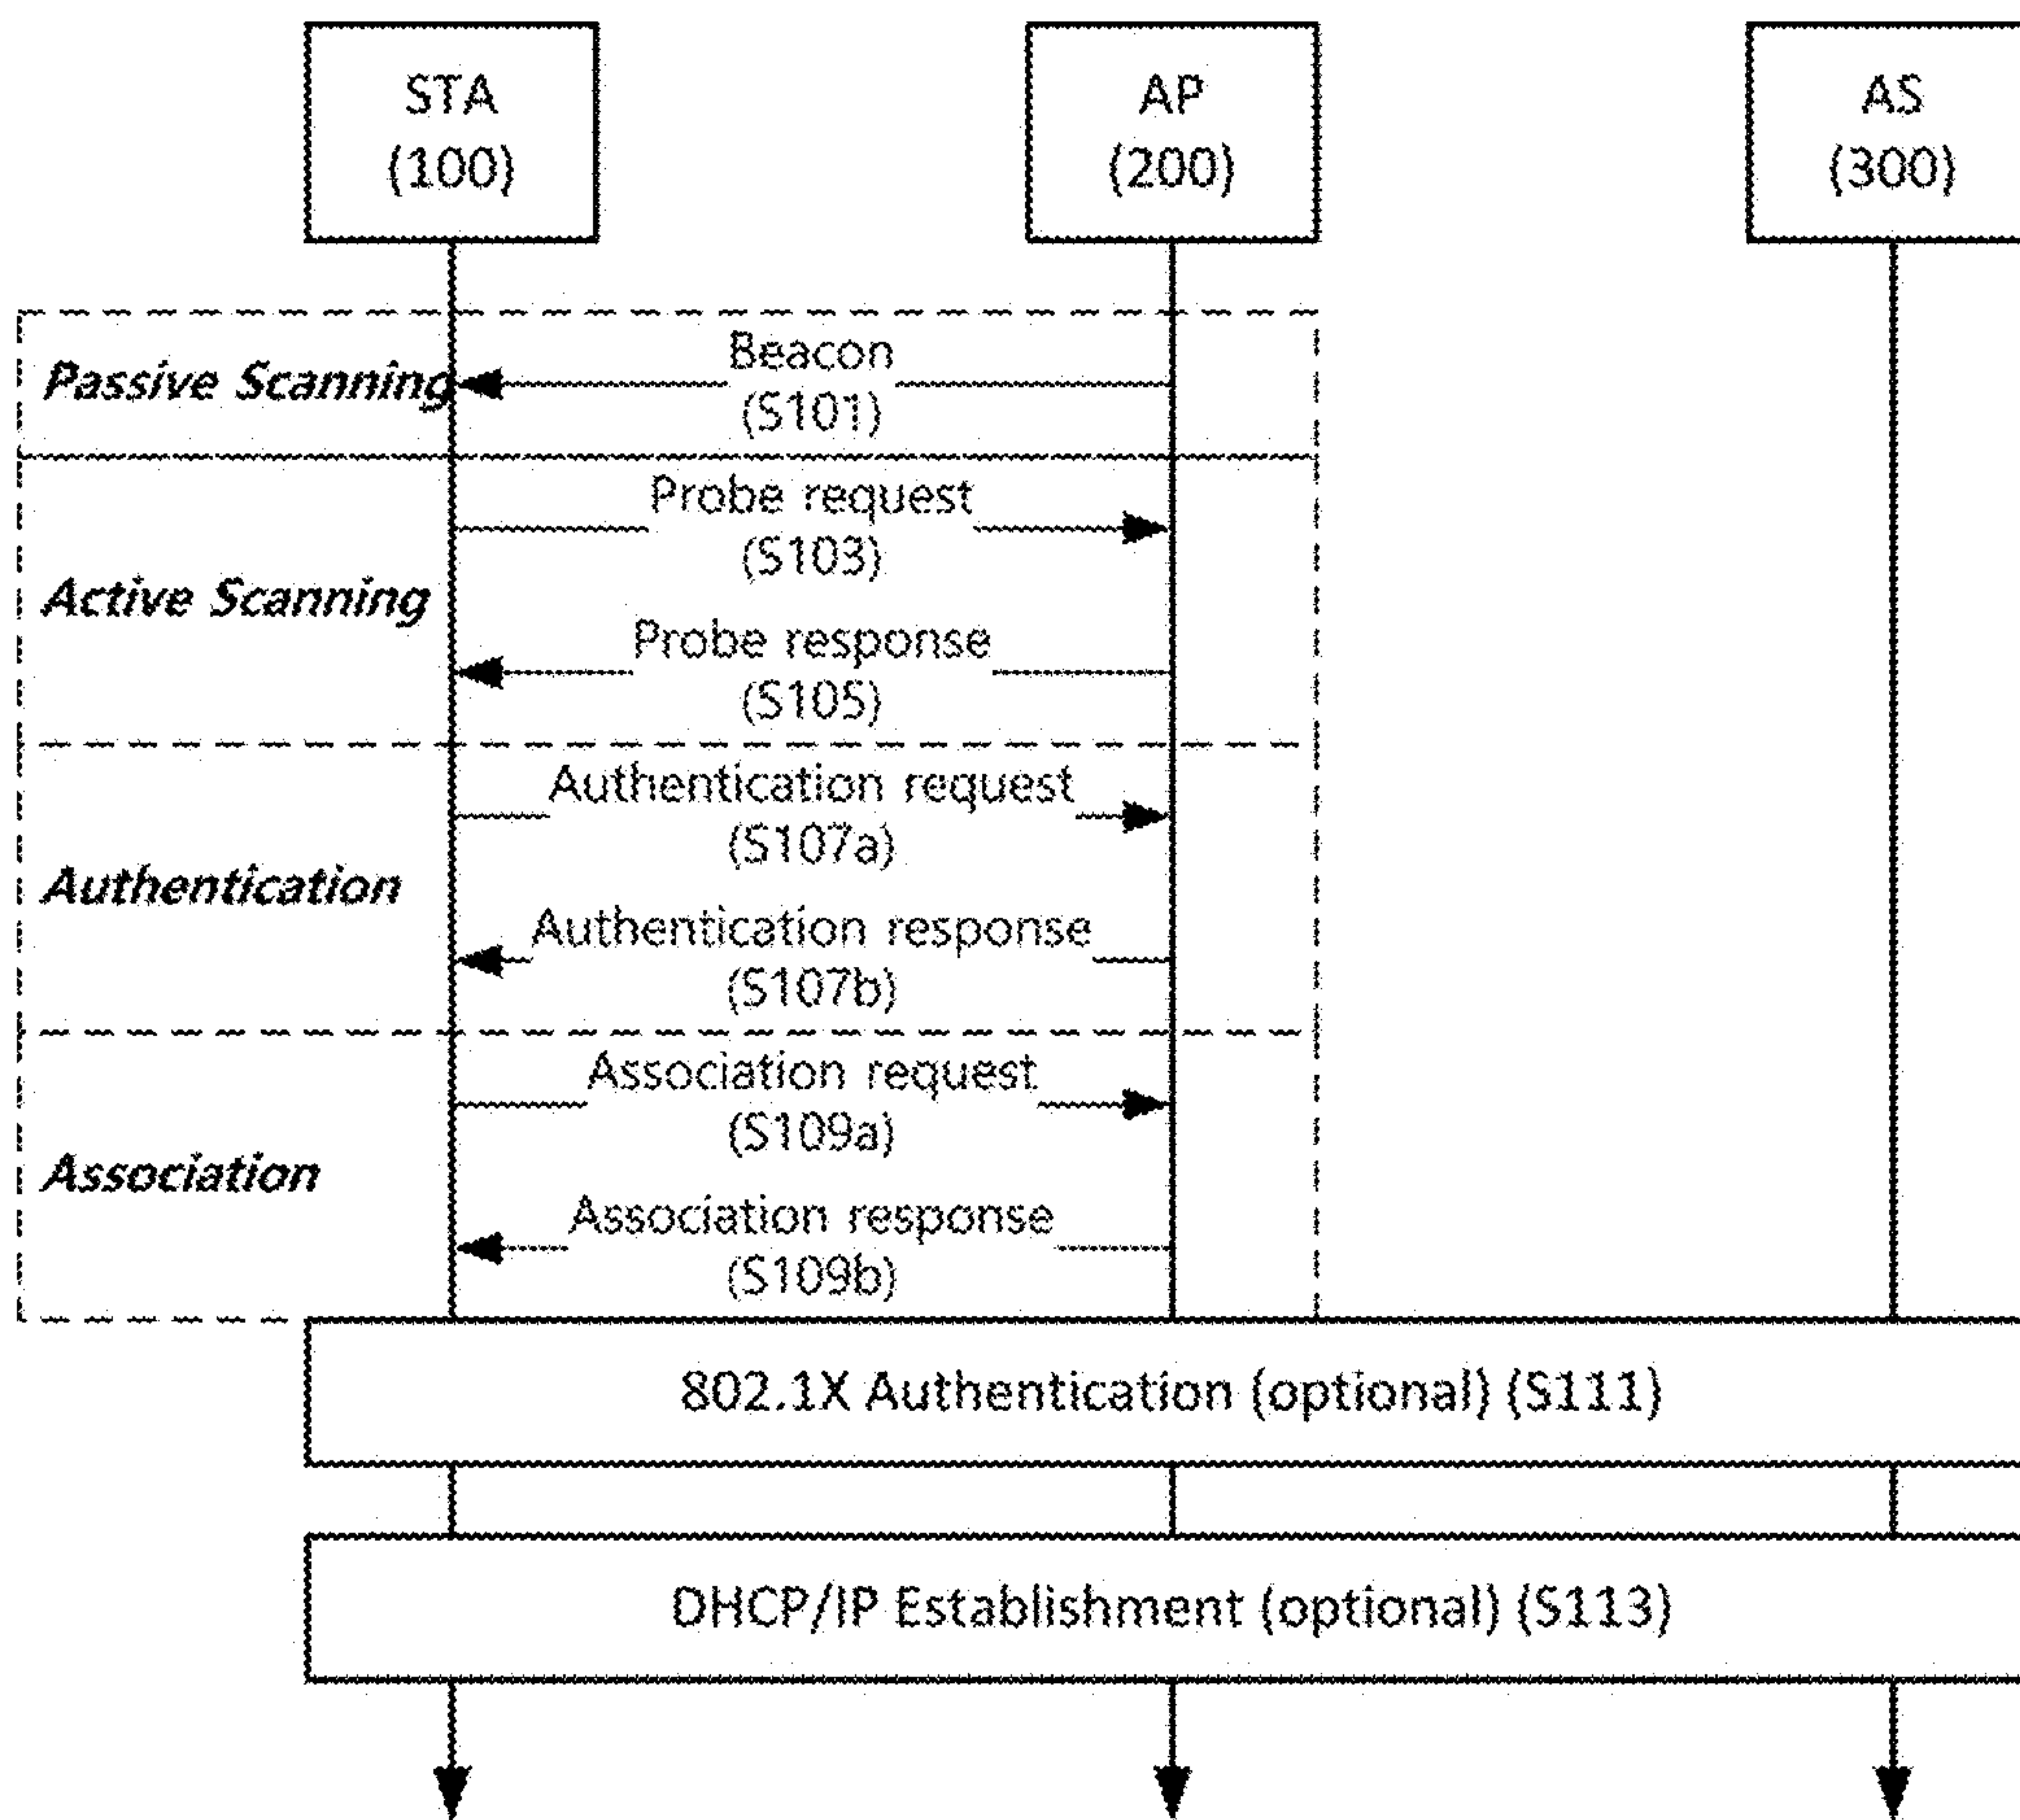 STA
(100)
AP
(200)
AS
(300)
Passive Scanning
Beacon
(S101)
Active Scanning
Probe request
(S103)
Probe response
(S105)
Authentication
Authentication request
(S107a)
Authentication response
(S107b)
Association
Association request
(S109a)
Association response
(S109b)
802.1X Authentication (optional) (S111)
DHCP/IP Establishment (optional) (S113)